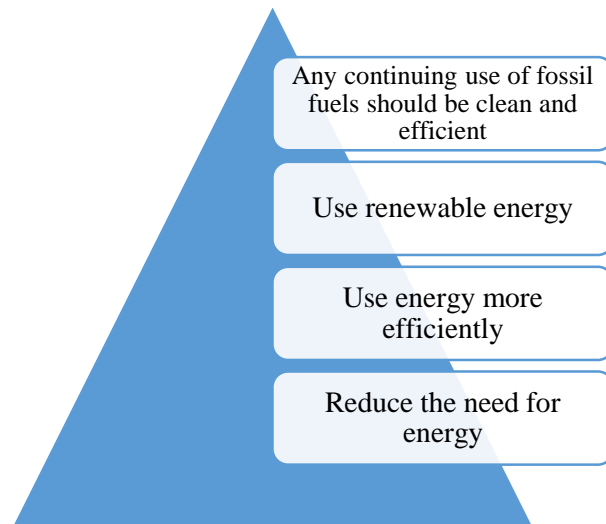 Any continuing use of fossil
fuels should be clean and
efficient
Use renewable energy
Use energy more
efficiently
Reduce the need for
energy